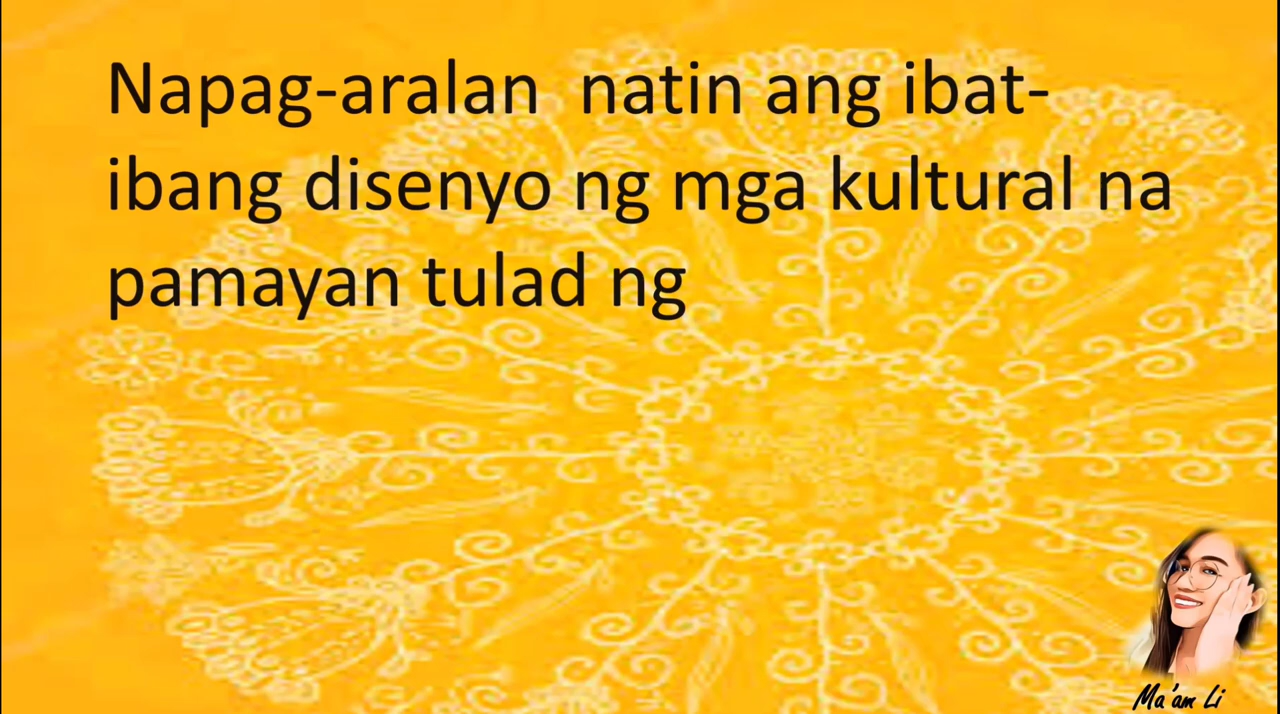 Napag-aralan  natin ang ibat-
ibang disenyo ng mga kultural na
pamayan tulad ng
Ma'am Li